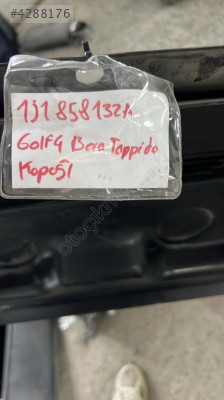 #4288176
1J1 858 132A
Golf4 Bora Torpido
Kapağı